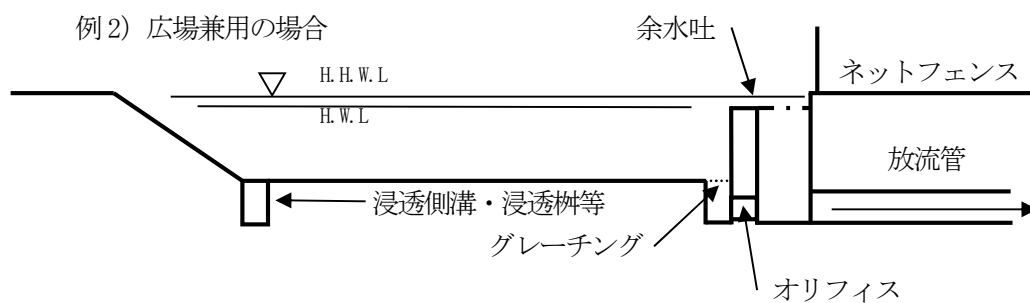 例2）広場兼用の場合
余水吐
H.H.W.L
ネットフェンス
H.W.L
放流管
浸透側溝・浸透桝等
グレーチング
オリフィス